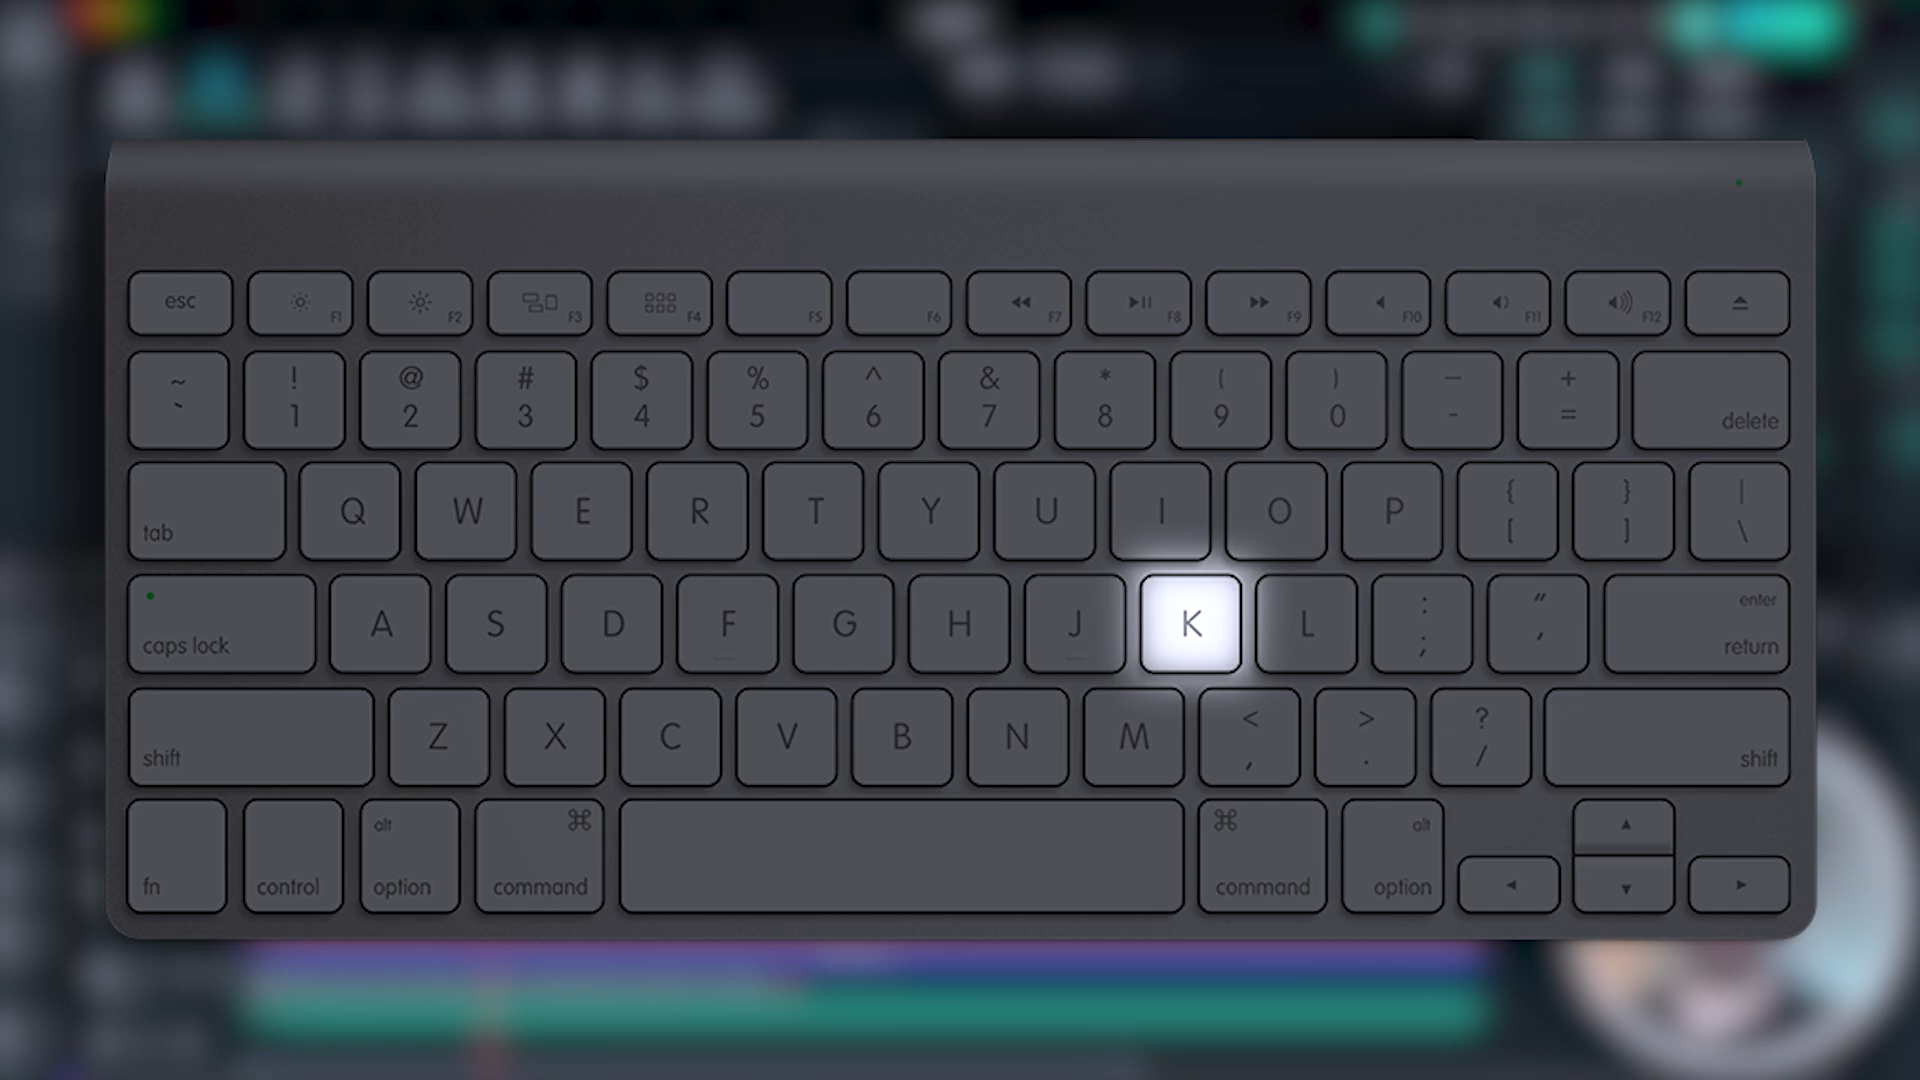 esc F1 F2 F3 F4 F5 F6 F7 F8 F9 F10 F11 F12
~ ! @ # $ % ^ & * ( ) — +
` 1 2 3 4 5 6 7 8 9 0 - = delete
tab Q W E R T Y U I O P { [ } ] | \
caps lock A S D F G H J K L : ; " ' enter return
shift Z X C V B N M < , > . ? / shift
fn control alt option ⌘ command ⌘ command alt option